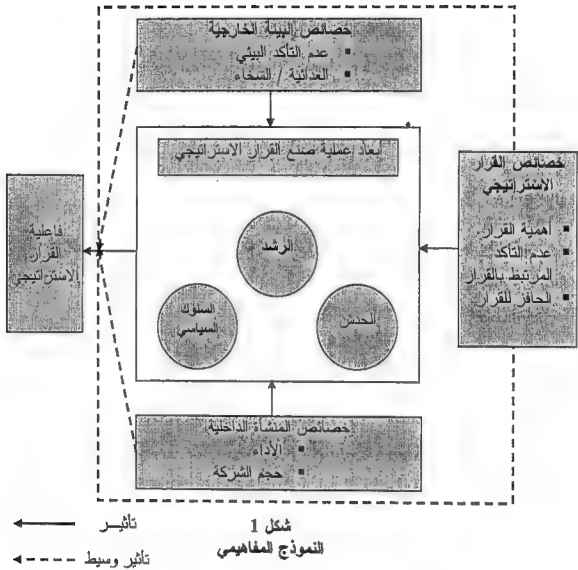 خصائص البيئة الخارجية
▪ عدم التأكد البيئي
▪ العدائية / السخاء
أبعاد عملية صنع القرار الاستراتيجي
خصائص القرار
الاستراتيجي
▪ أهمية القرار
▪ عدم التأكد
المرتبط بالقرار
▪ الحافز للقرار
الرشد
الحدس
السلوك
السياسي
فاعلية
القرار
الاستراتيجي
خصائص المنشأة الداخلية
▪ الأداء
▪ حجم الشركة
شكل 1
النموذج المفاهيمي
تأثيـر
تأثير وسيط